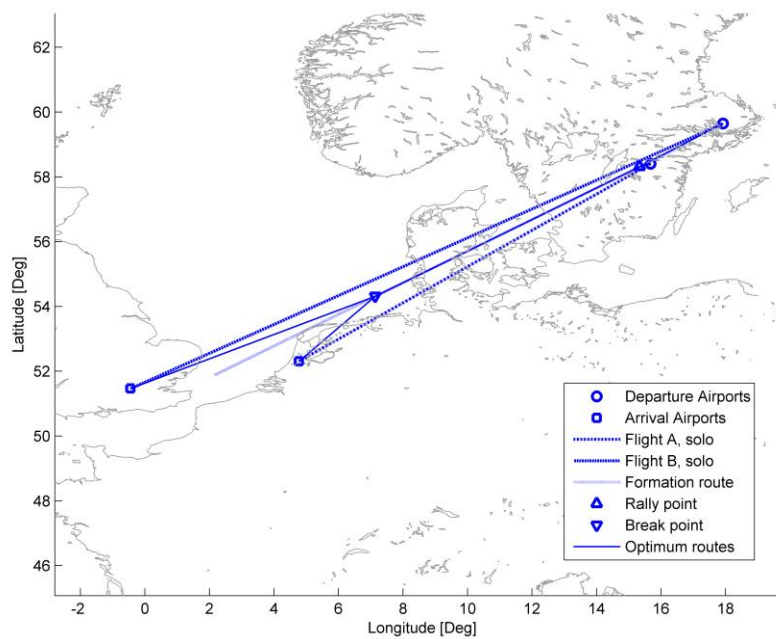 62
60
58
56
54
52
50
48
46
Latitude [Deg]
-2 0 2 4 6 8 10 12 14 16 18
Longitude [Deg]
Departure Airports
Arrival Airports
Flight A, solo
Flight B, solo
Formation route
Rally point
Break point
Optimum routes